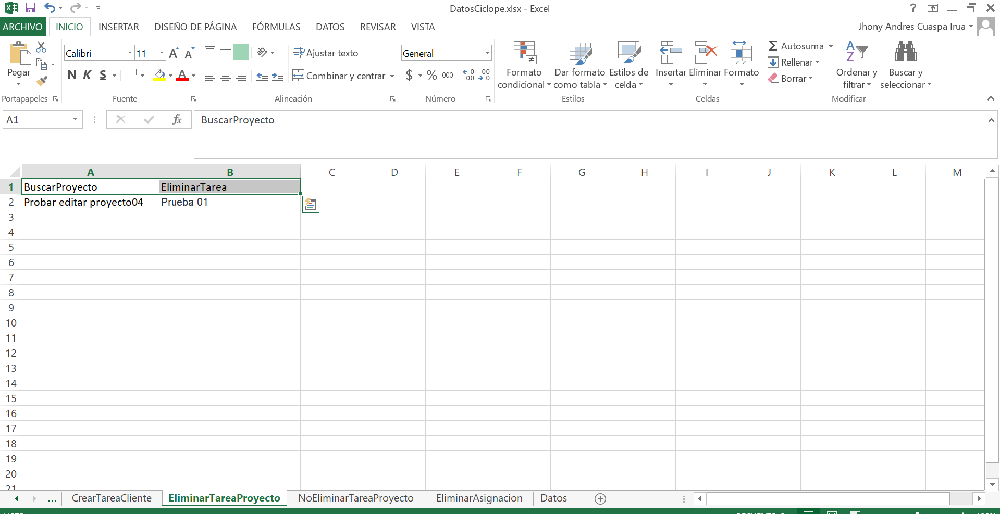 DatosCiclope.xlsx - Excel
ARCHIVO INICIO INSERTAR DISEÑO DE PÁGINA FÓRMULAS DATOS REVISAR VISTA Jhony Andres Cuaspa Irua
Pegar
Portapapeles
Calibri 11
N K S
Fuente
Ajustar texto
Combinar y centrar
Alineación
General
$ % 000
Número
Formato condicional
Dar formato como tabla
Estilos de celda
Estilos
Insertar Eliminar Formato
Celdas
Autosuma
Rellenar
Borrar
Ordenar y filtrar
Buscar y seleccionar
Modificar
A1 fx BuscarProyecto
A B C D E F G H I J K L M
1 BuscarProyecto EliminarTarea
2 Probar editar proyecto04 Prueba 01
3
4
5
6
7
8
9
10
11
12
13
14
15
16
17
18
19
20
21
... CrearTareaCliente EliminarTareaProyecto NoEliminarTareaProyecto EliminarAsignacion Datos